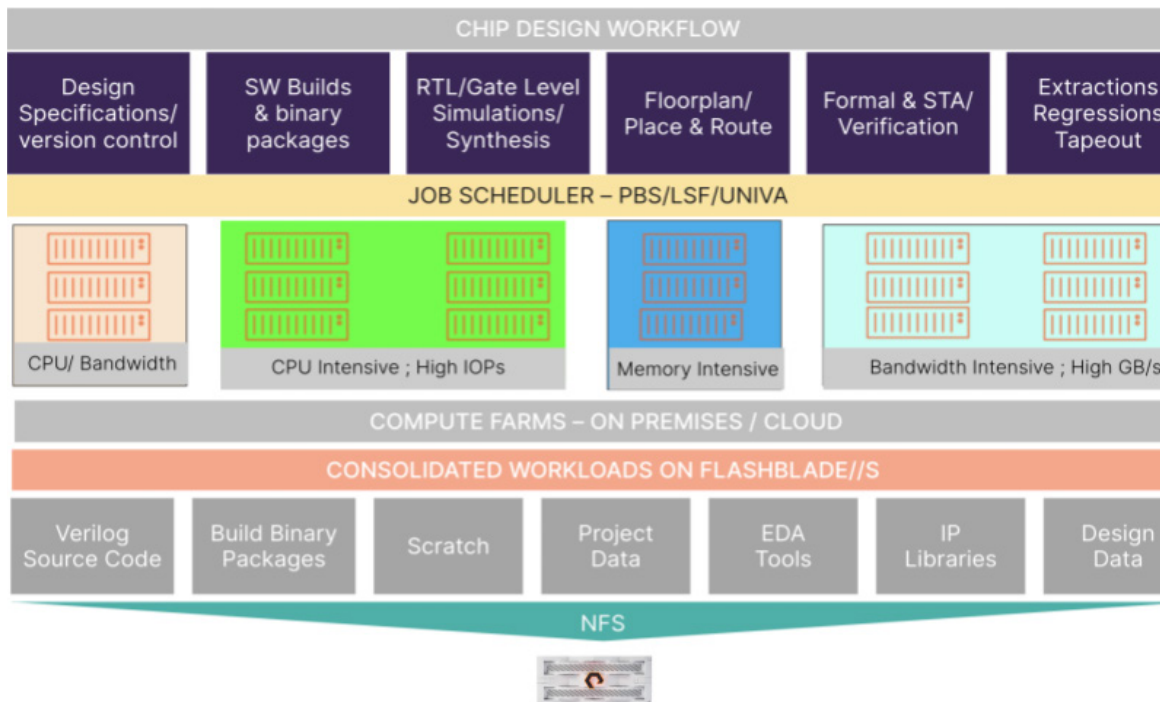 CHIP DESIGN WORKFLOW
Design
Specifications/
version control
SW Builds
& binary
packages
RTL/Gate Level
Simulations/
Synthesis
Floorplan/
Place & Route
Formal & STA/
Verification
Extractions
Regressions
Tapeout
JOB SCHEDULER – PBS/LSF/UNIVA
CPU/ Bandwidth
CPU Intensive ; High IOPs
Memory Intensive
Bandwidth Intensive ; High GB/s
COMPUTE FARMS – ON PREMISES / CLOUD
CONSOLIDATED WORKLOADS ON FLASHBLADE//S
Verilog
Source Code
Build Binary
Packages
Scratch
Project
Data
EDA
Tools
IP
Libraries
Design
Data
NFS